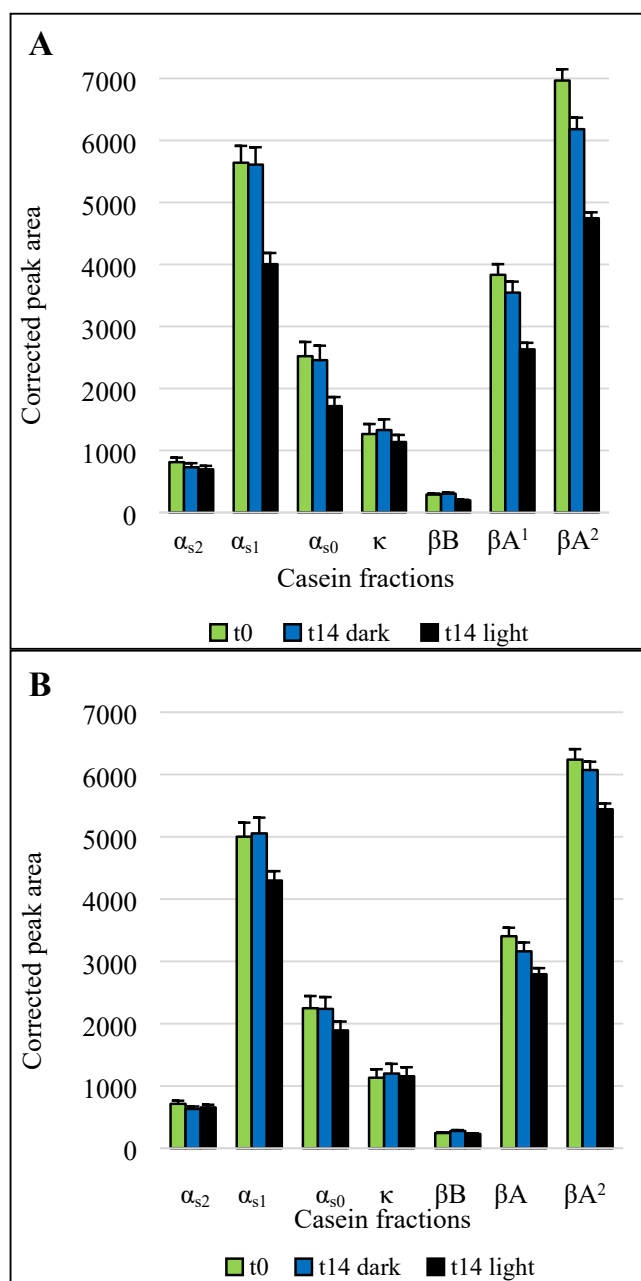 A
7000
6000
5000
4000
3000
2000
1000
0
Corrected peak area
αs2 αs1 αs0 κ βB βA¹ βA²
Casein fractions
t0 t14 dark t14 light
B
7000
6000
5000
4000
3000
2000
1000
0
Corrected peak area
αs2 αs1 αs0 κ βB βA βA²
Casein fractions
t0 t14 dark t14 light